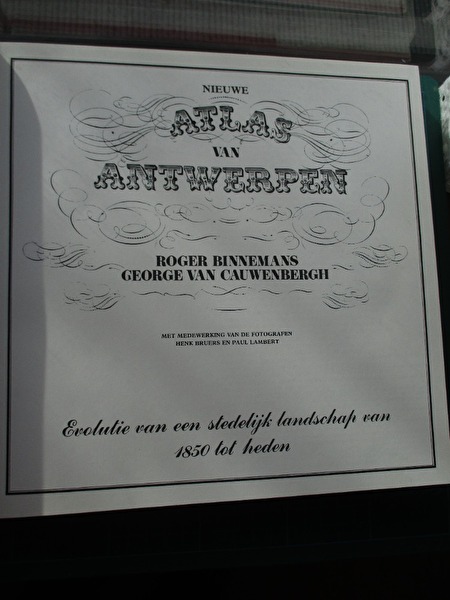 NIEUWE
ATLAS
VAN
ANTWERPEN
ROGER BINNEMANS
GEORGE VAN CAUWENBERGH
MET MEDEWERKING VAN DE FOTOGRAFEN
HENK BRUERS EN PAUL LAMBERT
Evolutie van een stedelijk landschap van
1850 tot heden